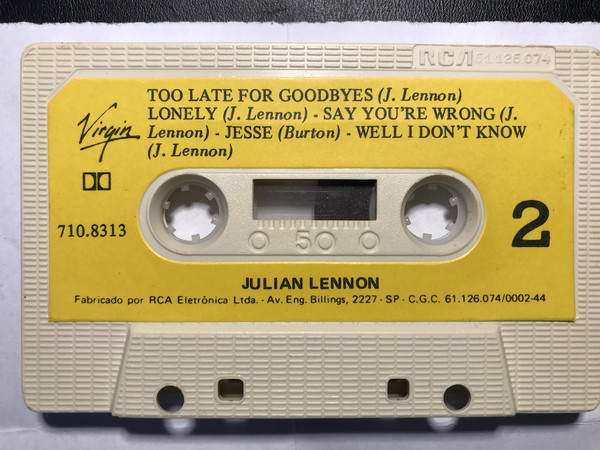 RCA 61.125.074
TOO LATE FOR GOODBYES (J. Lennon)
LONELY (J. Lennon) - SAY YOU'RE WRONG (J.
Lennon) - JESSE (Burton) - WELL I DON'T KNOW
(J. Lennon)
Virgin
710.8313
2
50
JULIAN LENNON
Fabricado por RCA Eletrônica Ltda. - Av. Eng. Billings, 2227 - SP - C.G.C. 61.126.074/0002-44